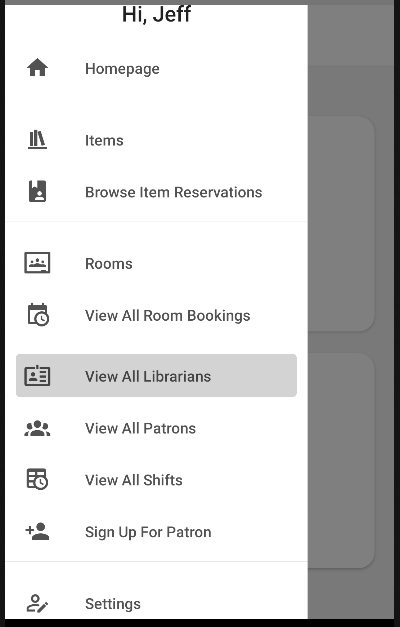 Hi, Jeff
Homepage
Items
Browse Item Reservations
Rooms
View All Room Bookings
View All Librarians
View All Patrons
View All Shifts
Sign Up For Patron
Settings